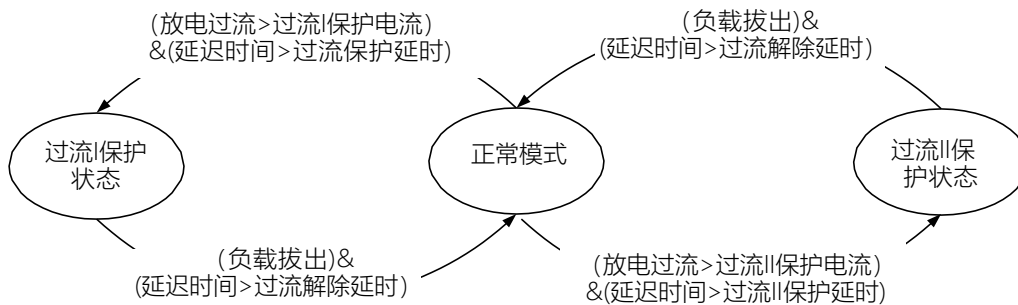 (放电过流>过流I保护电流)
&(延迟时间>过流保护延时)
(负载拔出)&
(延迟时间>过流解除延时)
过流I保护
状态
正常模式
过流II保
护状态
(负载拔出)&
(延迟时间>过流解除延时)
(放电过流>过流II保护电流)
&(延迟时间>过流II保护延时)